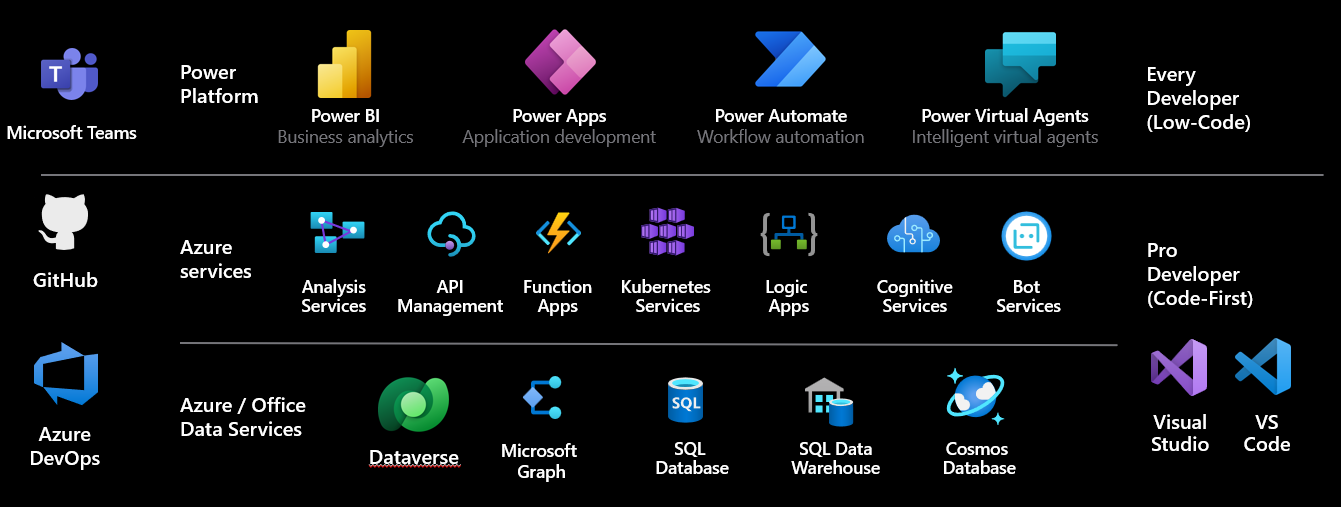 Microsoft Teams
Power
Platform
Power BI
Business analytics
Power Apps
Application development
Power Automate
Workflow automation
Power Virtual Agents
Intelligent virtual agents
Every
Developer
(Low-Code)
GitHub
Azure
services
Analysis
Services
API
Management
Function
Apps
Kubernetes
Services
Logic
Apps
Cognitive
Services
Bot
Services
Pro
Developer
(Code-First)
Azure
DevOps
Azure / Office
Data Services
Dataverse
Microsoft
Graph
SQL
SQL
Database
SQL Data
Warehouse
Cosmos
Database
Visual
Studio
VS
Code